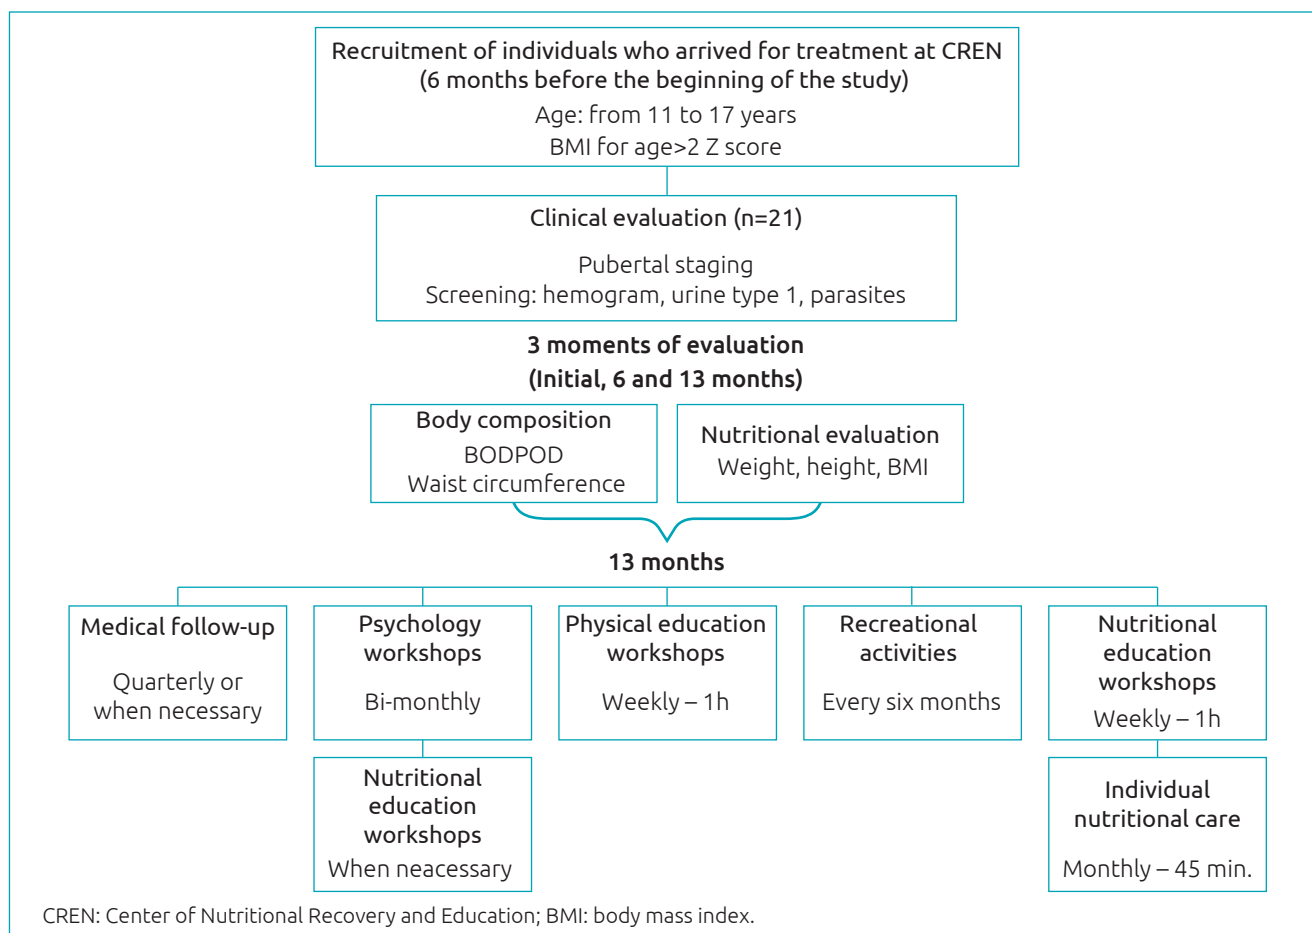 Recruitment of individuals who arrived for treatment at CREN
(6 months before the beginning of the study)
Age: from 11 to 17 years
BMI for age>2 Z score
Clinical evaluation (n=21)
Pubertal staging
Screening: hemogram, urine type 1, parasites
3 moments of evaluation
(Initial, 6 and 13 months)
Body composition
BODPOD
Waist circumference
Nutritional evaluation
Weight, height, BMI
13 months
Medical follow-up
Quarterly or
when necessary
Psychology
workshops
Bi-monthly
Physical education
workshops
Weekly – 1h
Recreational
activities
Every six months
Nutritional
education
workshops
Weekly – 1h
Nutritional
education
workshops
When neacessary
Individual
nutritional care
Monthly – 45 min.
CREN: Center of Nutritional Recovery and Education; BMI: body mass index.